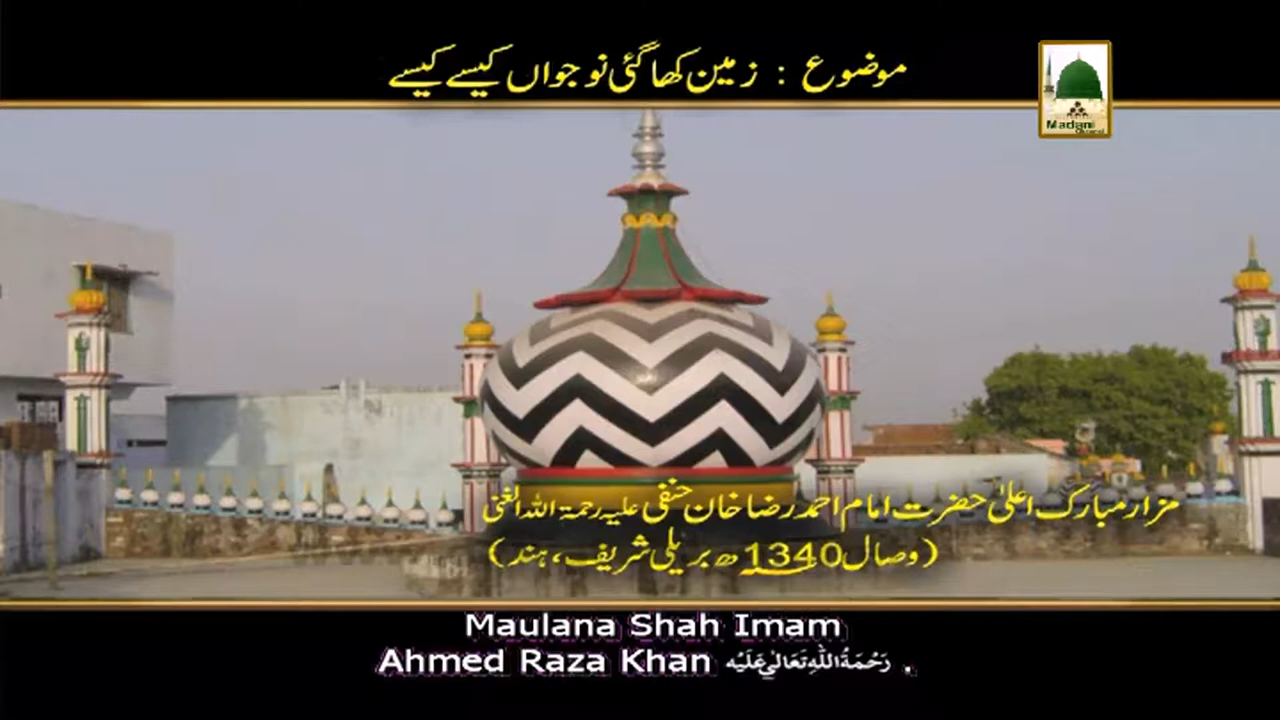 موضوع : زمین کھا گئی نوجواں کیسے کیسے
Madani
مزار مبارک اعلیٰ حضرت امام احمد رضا خان حنفی علیہ رحمۃ اللہ الغنی
(وصال 1340ھ بریلی شریف، ہند)
Maulana Shah Imam
Ahmed Raza Khan رَحْمَةُ اللّٰهِ تَعَالٰى عَلَيْه .